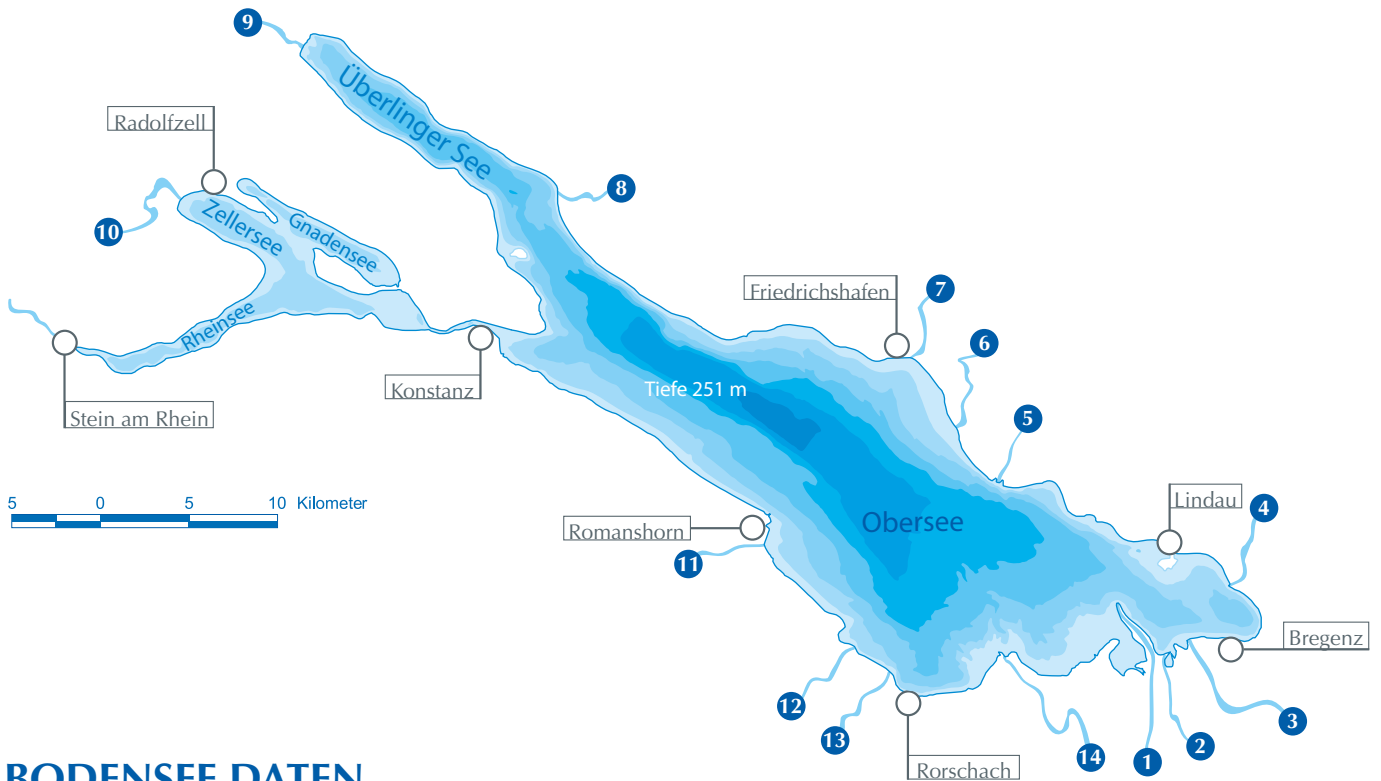 9
Überlinger See
Radolfzell
8
10
Zellersee
Gnadensee
Friedrichshafen
7
Rheinsee
6
Konstanz
Tiefe 251 m
Stein am Rhein
5
5 0 5 10 Kilometer
Lindau
4
Romanshorn
Obersee
11
Bregenz
12
13
3
14
1
2
Rorschach
BODENSEE DATEN